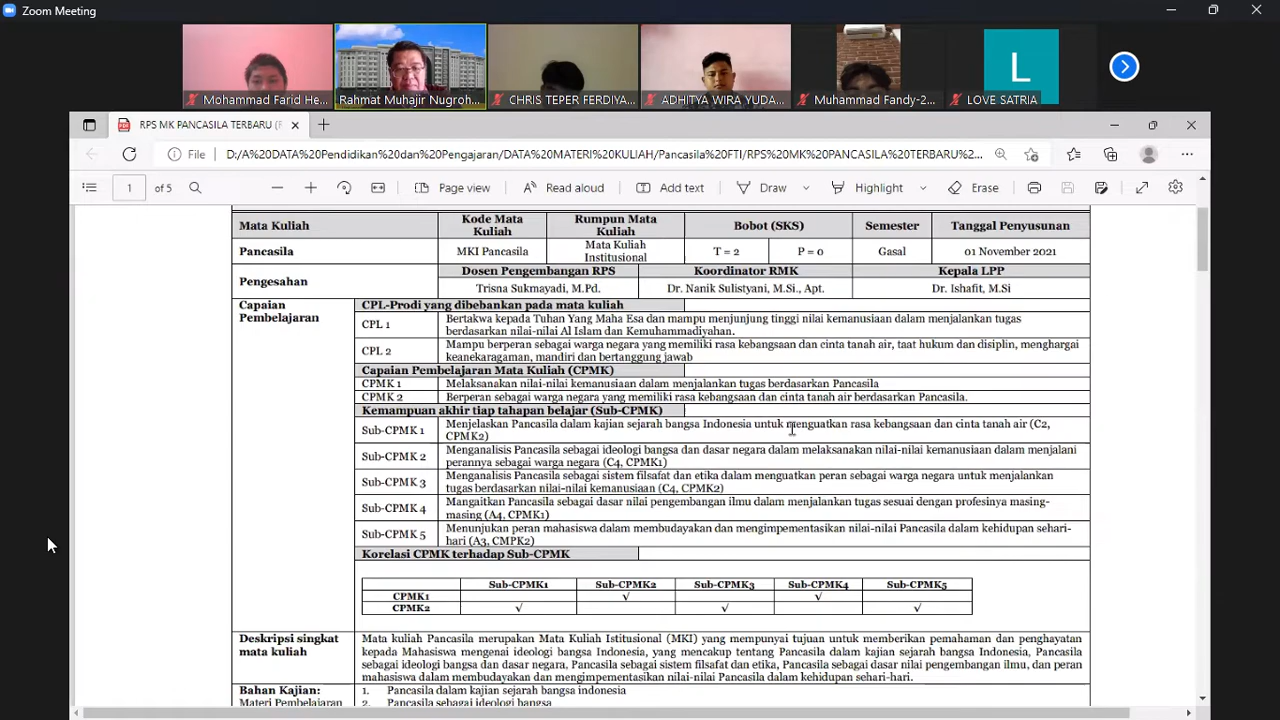 Zoom Meeting
Mohammad Farid He...
Rahmat Muhajir Nugroh...
CHRIS TEPER FERDIYA...
ADHITYA WIRA YUDA...
Muhammad Fandy-2...
L
LOVE SATRIA
RPS MK PANCASILA TERBARU (F
File
D:/A%20DATA%20Pendidikan%20dan%20Pengajaran/DATA%20MATERI%20KULIAH/Pancasila%20FTI/RPS%20MK%20PANCASILA%20TERBARU%2...
1 of 5
Page view
Read aloud
Add text
Draw
Highlight
Erase
Mata Kuliah
Kode Mata
Kuliah
Rumpun Mata
Kuliah
Bobot (SKS)
Semester
Tanggal Penyusunan
Pancasila
MKI Pancasila
Mata Kuliah
Institusional
T = 2
P = 0
Gasal
01 November 2021
Pengesahan
Dosen Pengembangan RPS
Koordinator RMK
Kepala LPP
Trisna Sukmayadi, M.Pd.
Dr. Nanik Sulistyani, M.Si., Apt.
Dr. Ishafit, M.Si
Capaian
Pembelajaran
CPL-Prodi yang dibebankan pada mata kuliah
CPL 1
Bertakwa kepada Tuhan Yang Maha Esa dan mampu menjunjung tinggi nilai kemanusiaan dalam menjalankan tugas
berdasarkan nilai-nilai Al Islam dan Kemuhammadiyahan.
CPL 2
Mampu berperan sebagai warga negara yang memiliki rasa kebangsaan dan cinta tanah air, taat hukum dan disiplin, menghargai
keanekaragaman, mandiri dan bertanggung jawab
Capaian Pembelajaran Mata Kuliah (CPMK)
CPMK 1
Melaksanakan nilai-nilai kemanusiaan dalam menjalankan tugas berdasarkan Pancasila
CPMK 2
Berperan sebagai warga negara yang memiliki rasa kebangsaan dan cinta tanah air berdasarkan Pancasila.
Kemampuan akhir tiap tahapan belajar (Sub-CPMK)
Sub-CPMK 1
Menjelaskan Pancasila dalam kajian sejarah bangsa Indonesia untuk menguatkan rasa kebangsaan dan cinta tanah air (C2,
CPMK2)
Sub-CPMK 2
Menganalisis Pancasila sebagai ideologi bangsa dan dasar negara dalam melaksanakan nilai-nilai kemanusiaan dalam menjalani
perannya sebagai warga negara (C4, CPMK1)
Sub-CPMK 3
Menganalisis Pancasila sebagai sistem filsafat dan etika dalam menguatkan peran sebagai warga negara untuk menjalankan
tugas berdasarkan nilai-nilai kemanusiaan (C4, CPMK2)
Sub-CPMK 4
Mangaitkan Pancasila sebagai dasar nilai pengembangan ilmu dalam menjalankan tugas sesuai dengan profesinya masing-
masing (A4, CPMK1)
Sub-CPMK 5
Menunjukan peran mahasiswa dalam membudayakan dan mengimpementasikan nilai-nilai Pancasila dalam kehidupan sehari-
hari (A3, CMPK2)
Korelasi CPMK terhadap Sub-CPMK
Sub-CPMK1 Sub-CPMK2 Sub-CPMK3 Sub-CPMK4 Sub-CPMK5
CPMK1 √ √
CPMK2 √ √ √
Deskripsi singkat
mata kuliah
Mata kuliah Pancasila merupakan Mata Kuliah Istitusional (MKI) yang mempunyai tujuan untuk memberikan pemahaman dan penghayatan
kepada Mahasiswa mengenai ideologi bangsa Indonesia, yang mencakup tentang Pancasila dalam kajian sejarah bangsa Indonesia, Pancasila
sebagai ideologi bangsa dan dasar negara, Pancasila sebagai sistem filsafat dan etika, Pancasila sebagai dasar nilai pengembangan ilmu, dan peran
mahasiswa dalam membudayakan dan mengimpementasikan nilai-nilai Pancasila dalam kehidupan sehari-hari.
Bahan Kajian:
Materi Pembelajaran
1. Pancasila dalam kajian sejarah bangsa indonesia
2. Pancasila sebagai ideologi bangsa